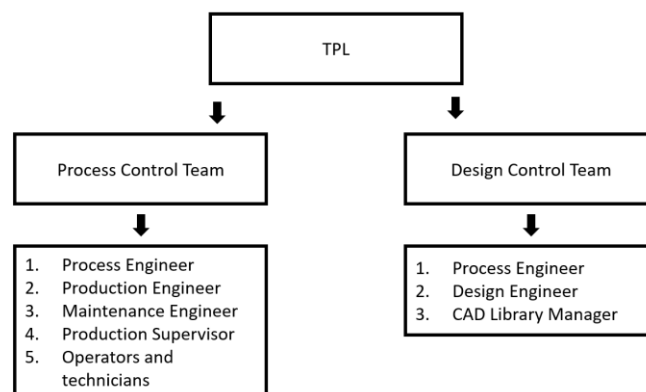 TPL
Process Control Team
Design Control Team
1. Process Engineer
2. Production Engineer
3. Maintenance Engineer
4. Production Supervisor
5. Operators and
technicians
1. Process Engineer
2. Design Engineer
3. CAD Library Manager